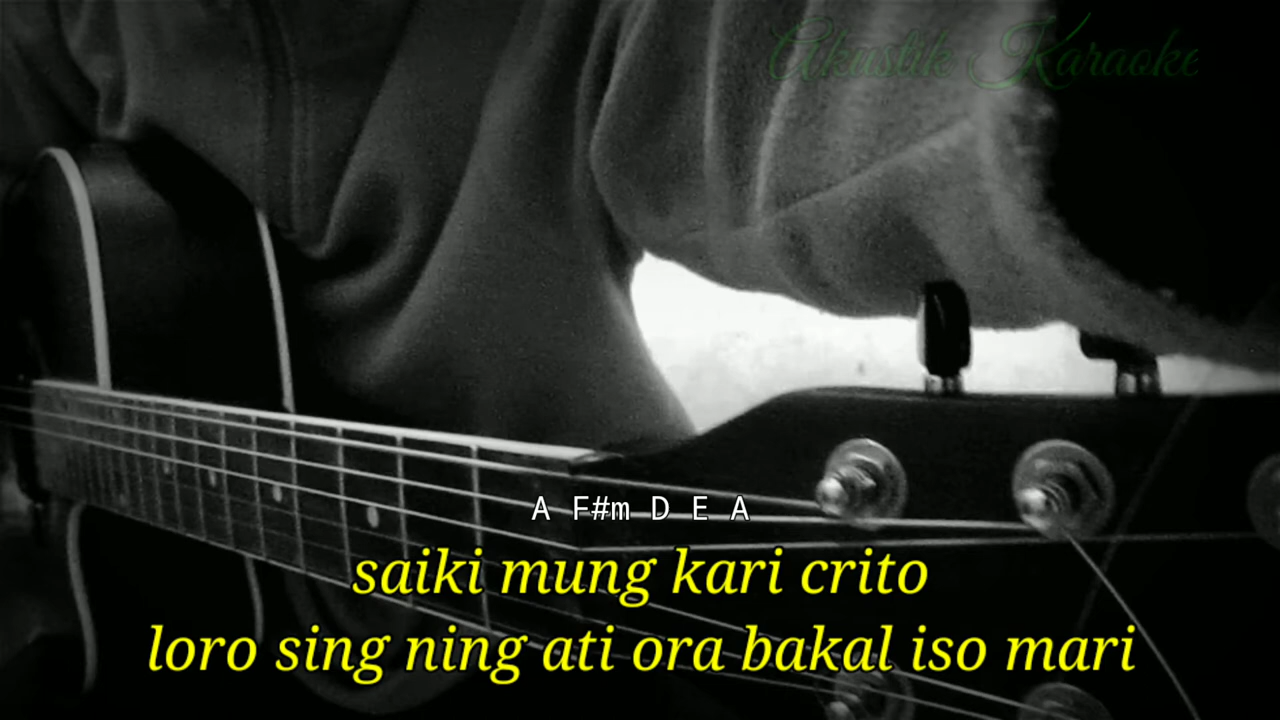 Akustik Karaoke
A F#m D E A
saiki mung kari crito
loro sing ning ati ora bakal iso mari